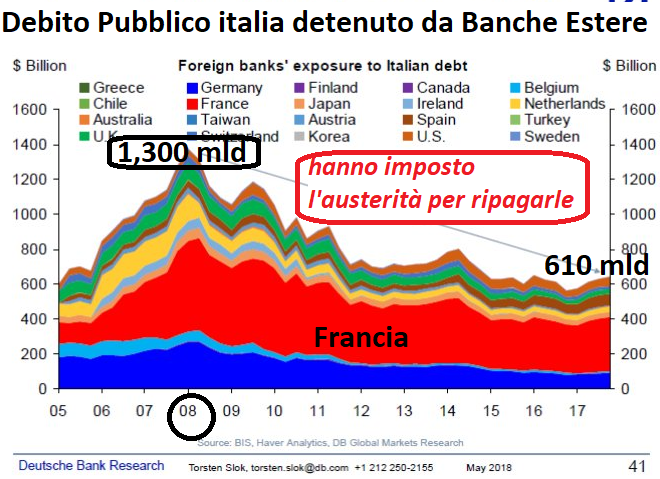 Debito Pubblico italia detenuto da Banche Estere
$ Billion Foreign banks' exposure to Italian debt $ Billion
Greece Germany Finland Canada Belgium
Chile France Japan Ireland Netherlands
Australia Taiwan Austria Spain Turkey
U.K. Switzerland Korea U.S. Sweden
1,300 mld
hanno imposto
l'austerità per ripagarle
610 mld
Francia
1600 1600
1400 1400
1200 1200
1000 1000
800 800
600 600
400 400
200 200
0 0
05 06 07 08 09 10 11 12 13 14 15 16 17
Source: BIS, Haver Analytics, DB Global Markets Research
Deutsche Bank Research Torsten Slok, torsten.slok@db.com +1 212 250-2155 May 2018 41